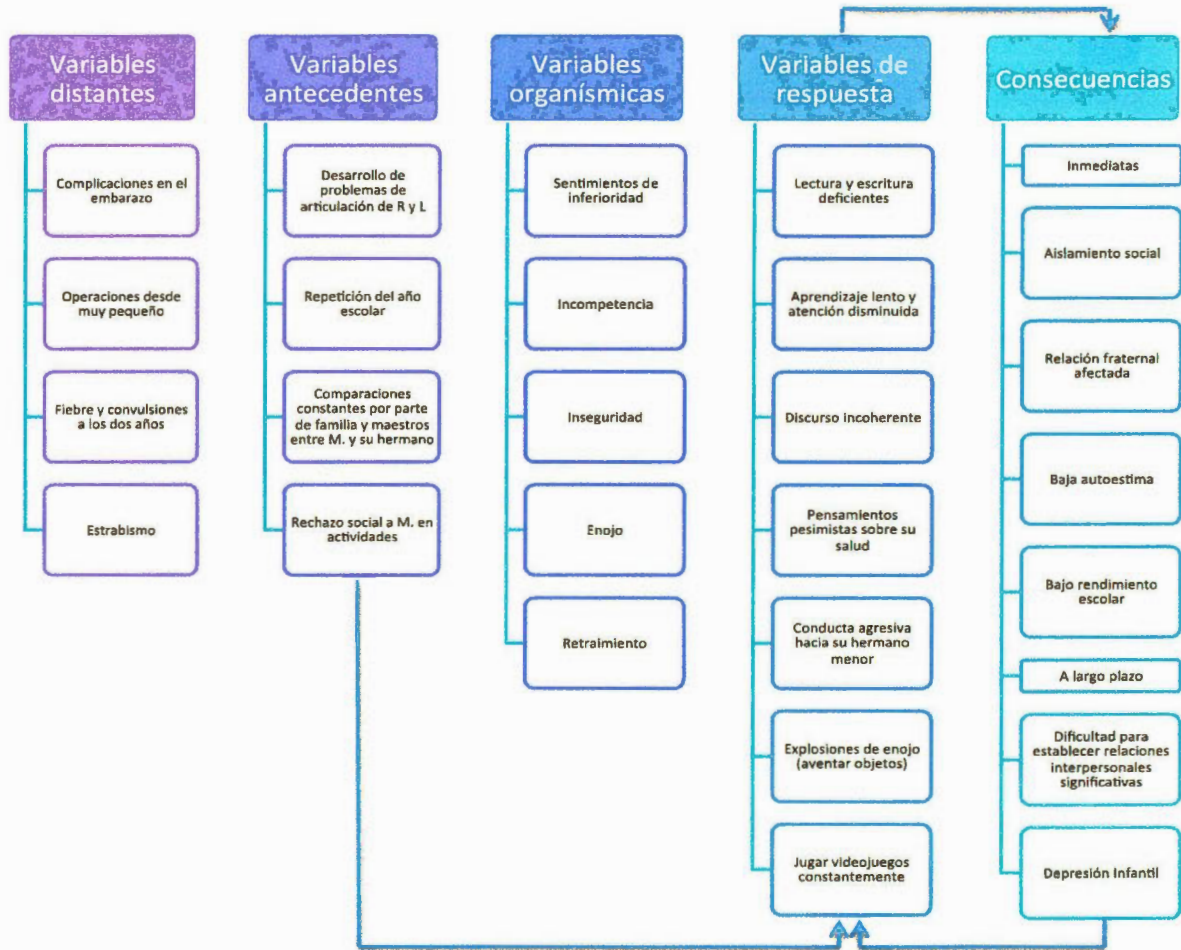 Variables
distantes
Complicaciones en el
embarazo
Operaciones desde
muy pequeño
Fiebre y convulsiones
a los dos años
Estrabismo
Variables
antecedentes
Desarrollo de
problemas de
articulación de R y L
Repetición del año
escolar
Comparaciones
constantes por parte
de familia y maestros
entre M. y su hermano
Rechazo social a M. en
actividades
Variables
organísmicas
Sentimientos de
inferioridad
Incompetencia
Inseguridad
Enojo
Retraimiento
Variables de
respuesta
Lectura y escritura
deficientes
Aprendizaje lento y
atención disminuida
Discurso incoherente
Pensamientos
pesimistas sobre su
salud
Conducta agresiva
hacia su hermano
menor
Explosiones de enojo
(aventar objetos)
Jugar videojuegos
constantemente
Consecuencias
Inmediatas
Aislamiento social
Relación fraternal
afectada
Baja autoestima
Bajo rendimiento
escolar
A largo plazo
Dificultad para
establecer relaciones
interpersonales
significativas
Depresión Infantil